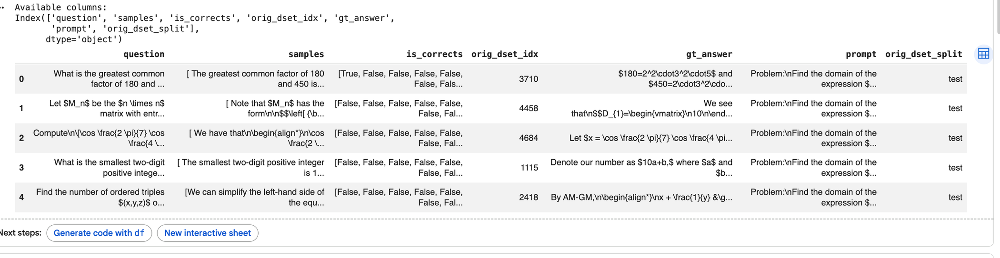 Available columns:
Index(['question', 'samples', 'is_corrects', 'orig_dset_idx', 'gt_answer',
'prompt', 'orig_dset_split'],
dtype='object')
question samples is_corrects orig_dset_idx gt_answer prompt orig_dset_split
0 What is the greatest common factor of 180 and ... [ The greatest common factor of 180 and 450 is... [True, False, False, False, False, False, Fals... 3710 $180=2^2\cdot3^2\cdot5$ and $450=2\cdot3^2\cdo... Problem:\nFind the domain of the expression $... test
1 Let $M_n$ be the $n \times n$ matrix with entr... [ Note that $M_n$ has the form\n\n$$\left[ {\b... [False, False, False, False, False, False, Fal... 4458 We see that\n$$D_{1}=\begin{vmatrix}\n10\n\end... Problem:\nFind the domain of the expression $... test
2 Compute\n\[\cos \frac{2 \pi}{7} \cos \frac{4 \... [ We have that\n\begin{align*}\n\cos \frac{2 \... [False, False, False, False, False, False, Fal... 4684 Let $x = \cos \frac{2 \pi}{7} \cos \frac{4 \pi... Problem:\nFind the domain of the expression $... test
3 What is the smallest two-digit positive intege... [ The smallest two-digit positive integer is 1... [False, False, False, False, False, False, Fal... 1115 Denote our number as $10a+b,$ where $a$ and $b... Problem:\nFind the domain of the expression $... test
4 Find the number of ordered triples $(x,y,z)$ o... [We can simplify the left-hand side of the equ... [False, False, False, False, False, False, Fal... 2418 By AM-GM,\n\begin{align*}\nx + \frac{1}{y} &\g... Problem:\nFind the domain of the expression $... test
Next steps: Generate code with df New interactive sheet